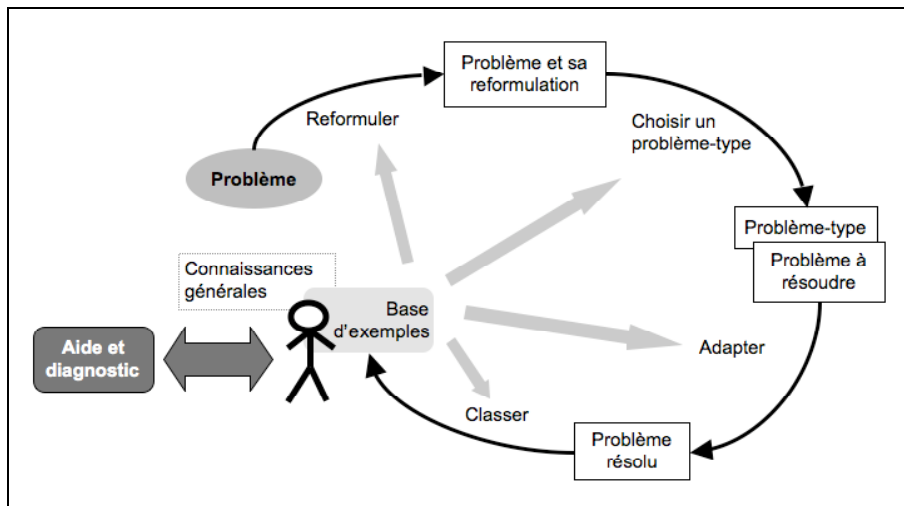 Problème et sa
reformulation
Reformuler
Choisir un
problème-type
Problème
Problème-type
Problème à
résoudre
Connaissances
générales
Base
d'exemples
Aide et
diagnostic
Adapter
Classer
Problème
résolu